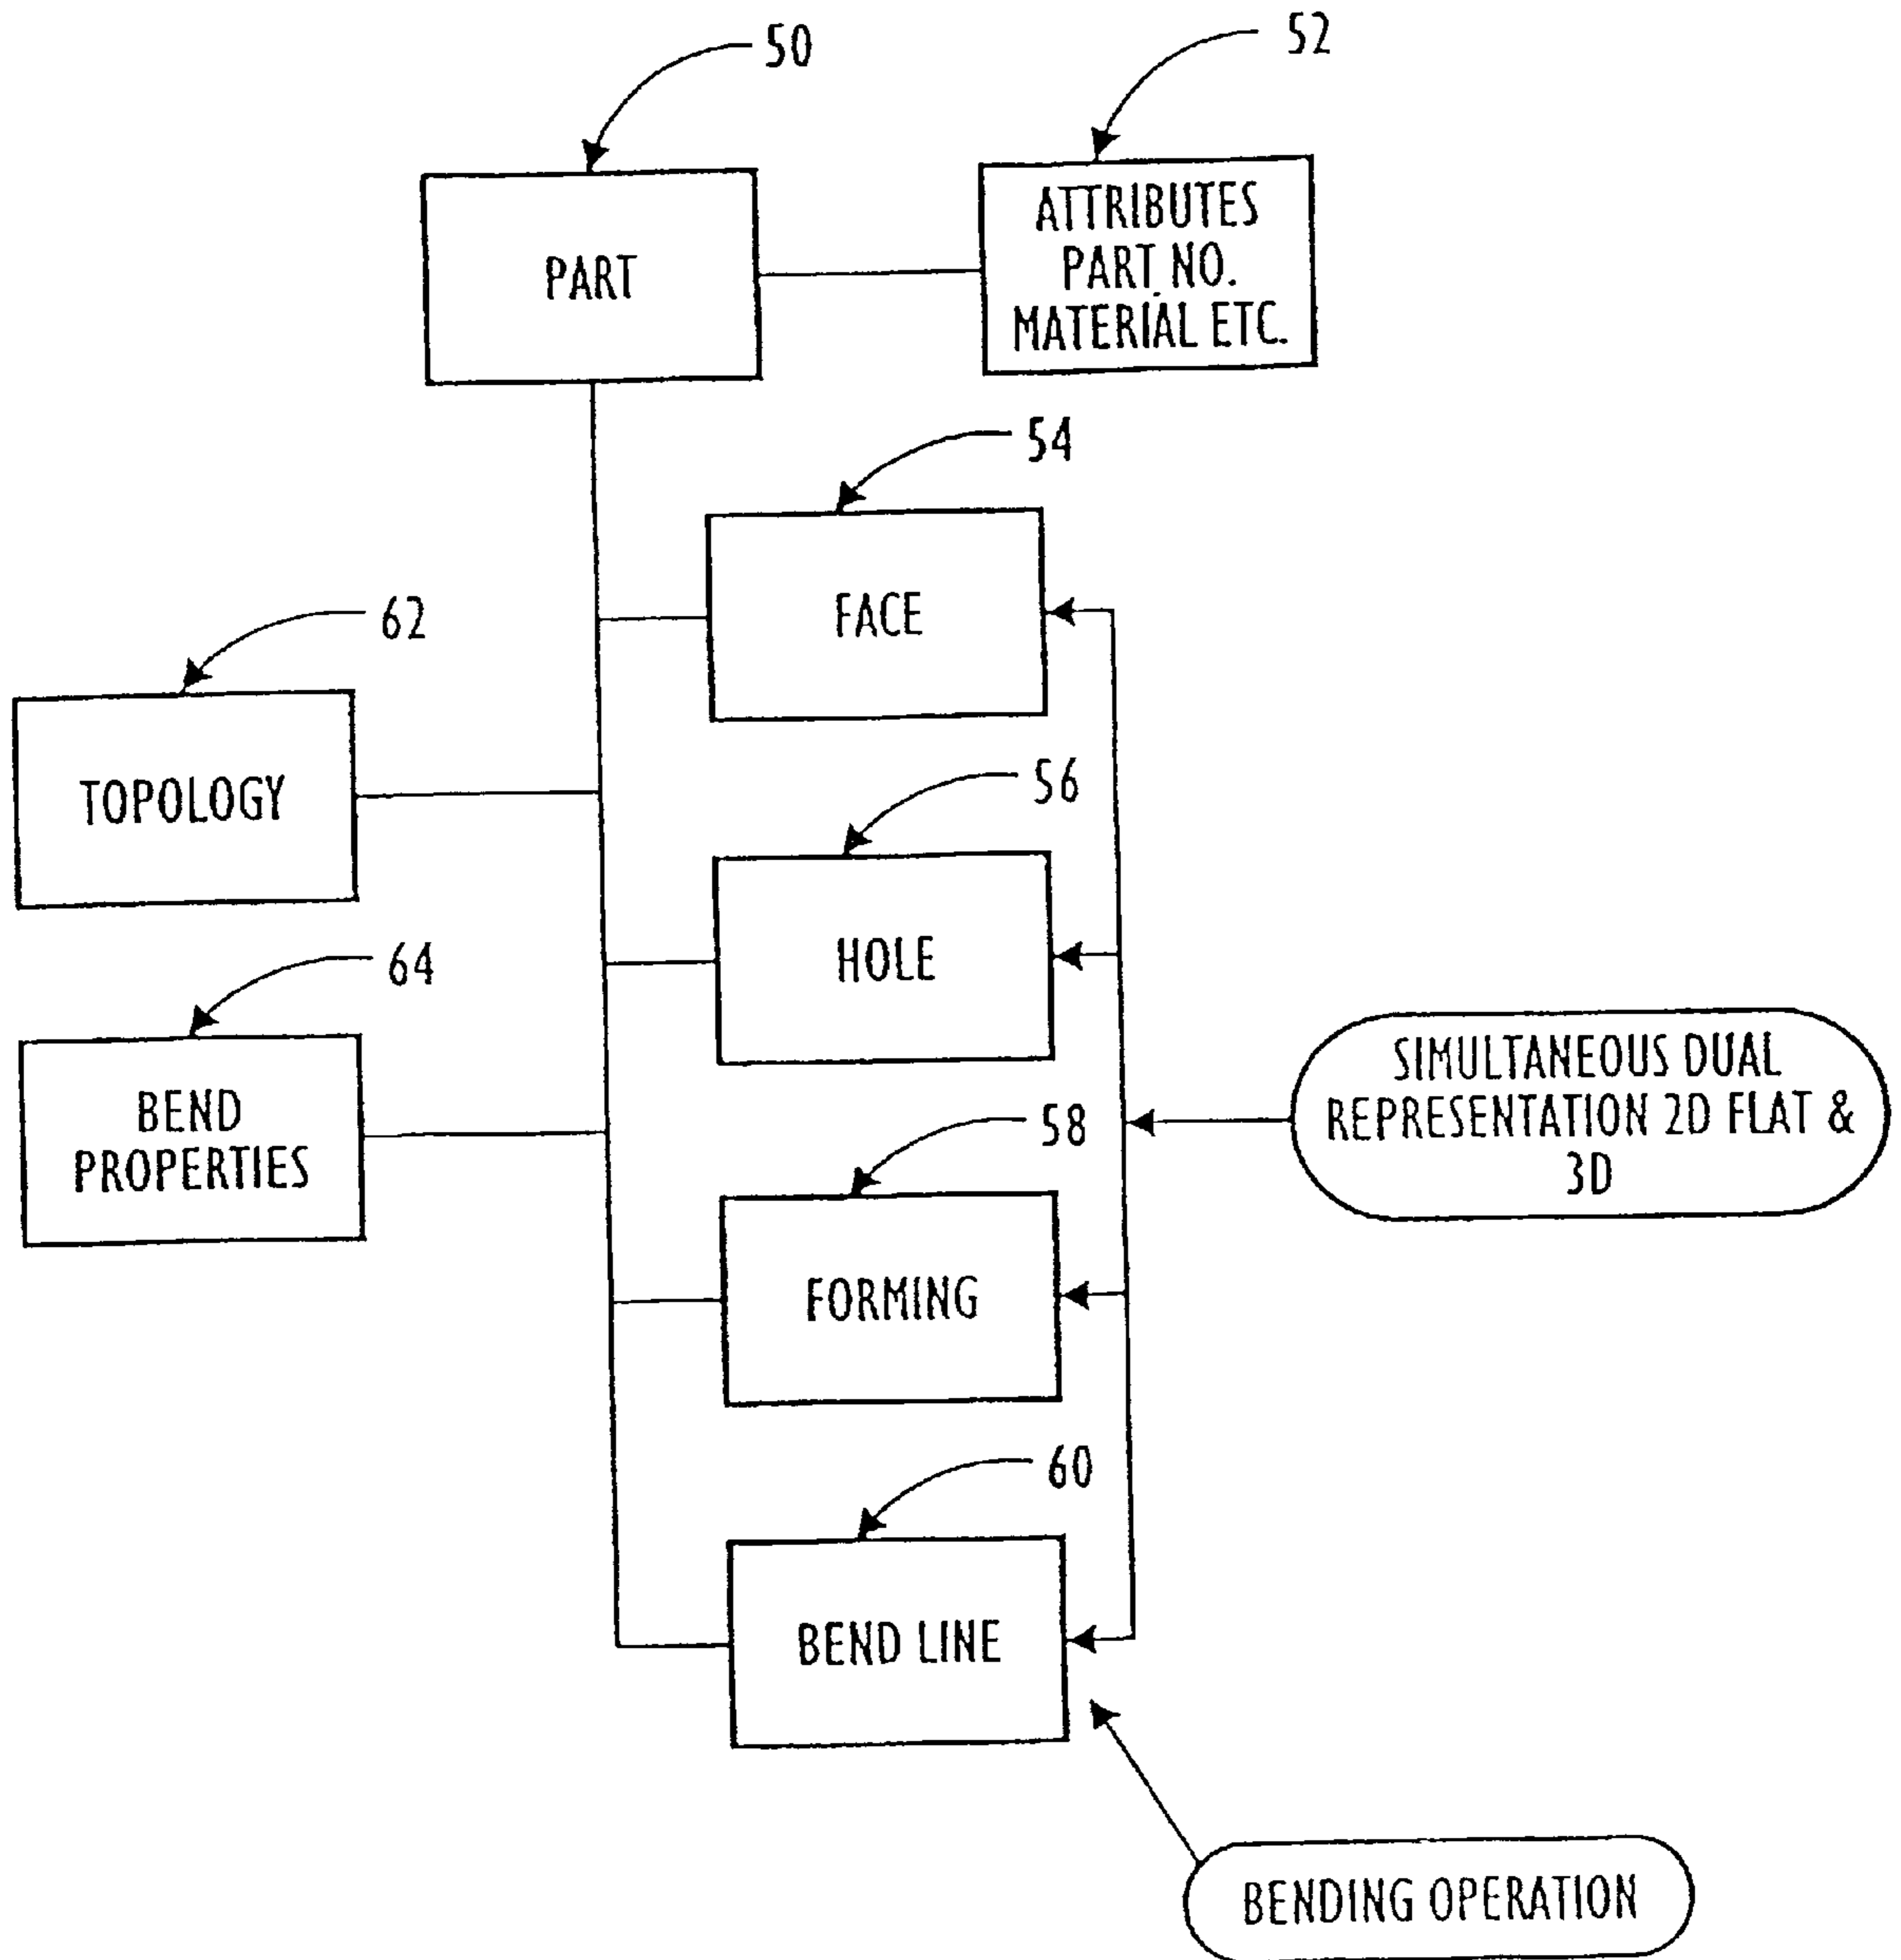 50
52
PART
ATTRIBUTES
PART NO.
MATERIAL ETC.
54
FACE
62
TOPOLOGY
56
HOLE
64
BEND
PROPERTIES
SIMULTANEOUS DUAL
REPRESENTATION 2D FLAT &
3D
58
FORMING
60
BEND LINE
BENDING OPERATION